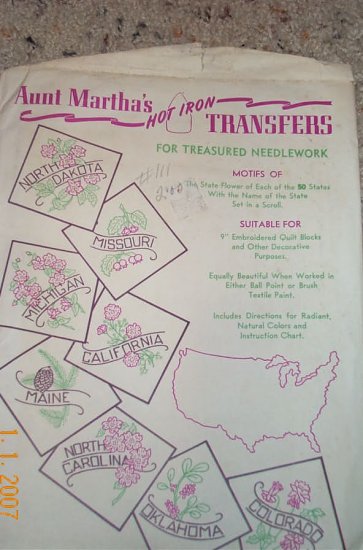 Aunt Martha's
HOT IRON
TRANSFERS
FOR TREASURED NEEDLEWORK
MOTIFS OF
The State Flower of Each of the 50 States
With the Name of the State
Set in a Scroll.
SUITABLE FOR
9" Embroidered Quilt Blocks
and Other Decorative
Purposes.
Equally Beautiful When Worked in
Either Ball Point or Brush
Textile Paint.
Includes Directions for Radiant,
Natural Colors and
Instruction Chart.
NORTH
DAKOTA
MISSOURI
MICHIGAN
CALIFORNIA
MAINE
NORTH
CAROLINA
OKLAHOMA
COLORADO
#111
1.1.2007